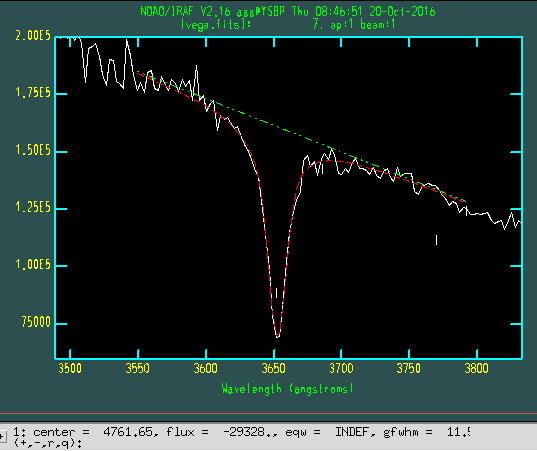 NOAO/IRAF V2.16 aga@YSBP Thu 08:46:51 20-Oct-2016
[vega.fits]: 7. ap:1 beam:1
2.00E5
1.75E5
1.50E5
1.25E5
1.00E5
75000
3500 3550 3600 3650 3700 3750 3800
Wavelength (angstroms)
1: center = 4761.65, flux = -29328., eqw = INDEF, gfwhm = 11.5
(+,-,r,q):